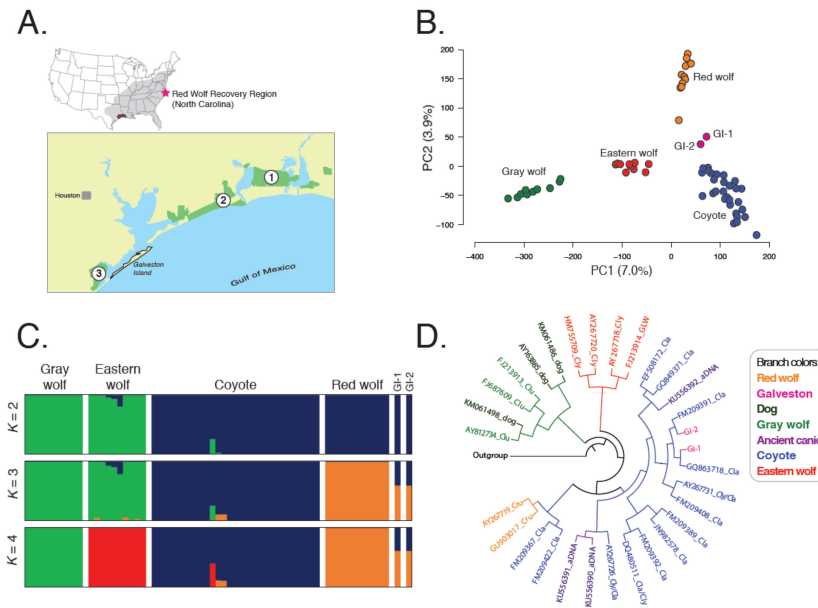 A.
Red Wolf Recovery Region
(North Carolina)
Houston
1
2
3
Galveston
Island
Gulf of Mexico
B.
PC2 (3.9%)
200
150
100
50
0
−50
−100
Red wolf
GI-1
GI-2
Eastern wolf
Gray wolf
Coyote
−400
−300
−200
−100
0
100
200
PC1 (7.0%)
C.
Gray
wolf
Eastern
wolf
Coyote
Red wolf
GI-1
GI-2
K = 2
K = 3
K = 4
D.
Outgroup
AY812734_Clu
KM061498_dog
FJ687609_Clu
FJ213913_Clu
AY163885_dog
KM061486_dog
HM755709_Cly
AY267720_Cly
AY267718_Cly
FJ213914_GLW
EF508172_Cla
GQ849371_Cla
KU556392_aDNA
FM209391_Cla
GI-2
GI-1
GQ863718_Cla
AY267731_Cly/Cla
FM209408_Cla
FM209389_Cla
JN982578_Cla
FM209392_Cla
DQ480511_Cla/Cly
AY267726_Cly/Cla
KU556390_aDNA
KU556391_aDNA
FM209422_Cla
FM209367_Cla
GU903017_Cru
AY267719_Cru
Branch colors:
Red wolf
Galveston
Dog
Gray wolf
Ancient canid
Coyote
Eastern wolf